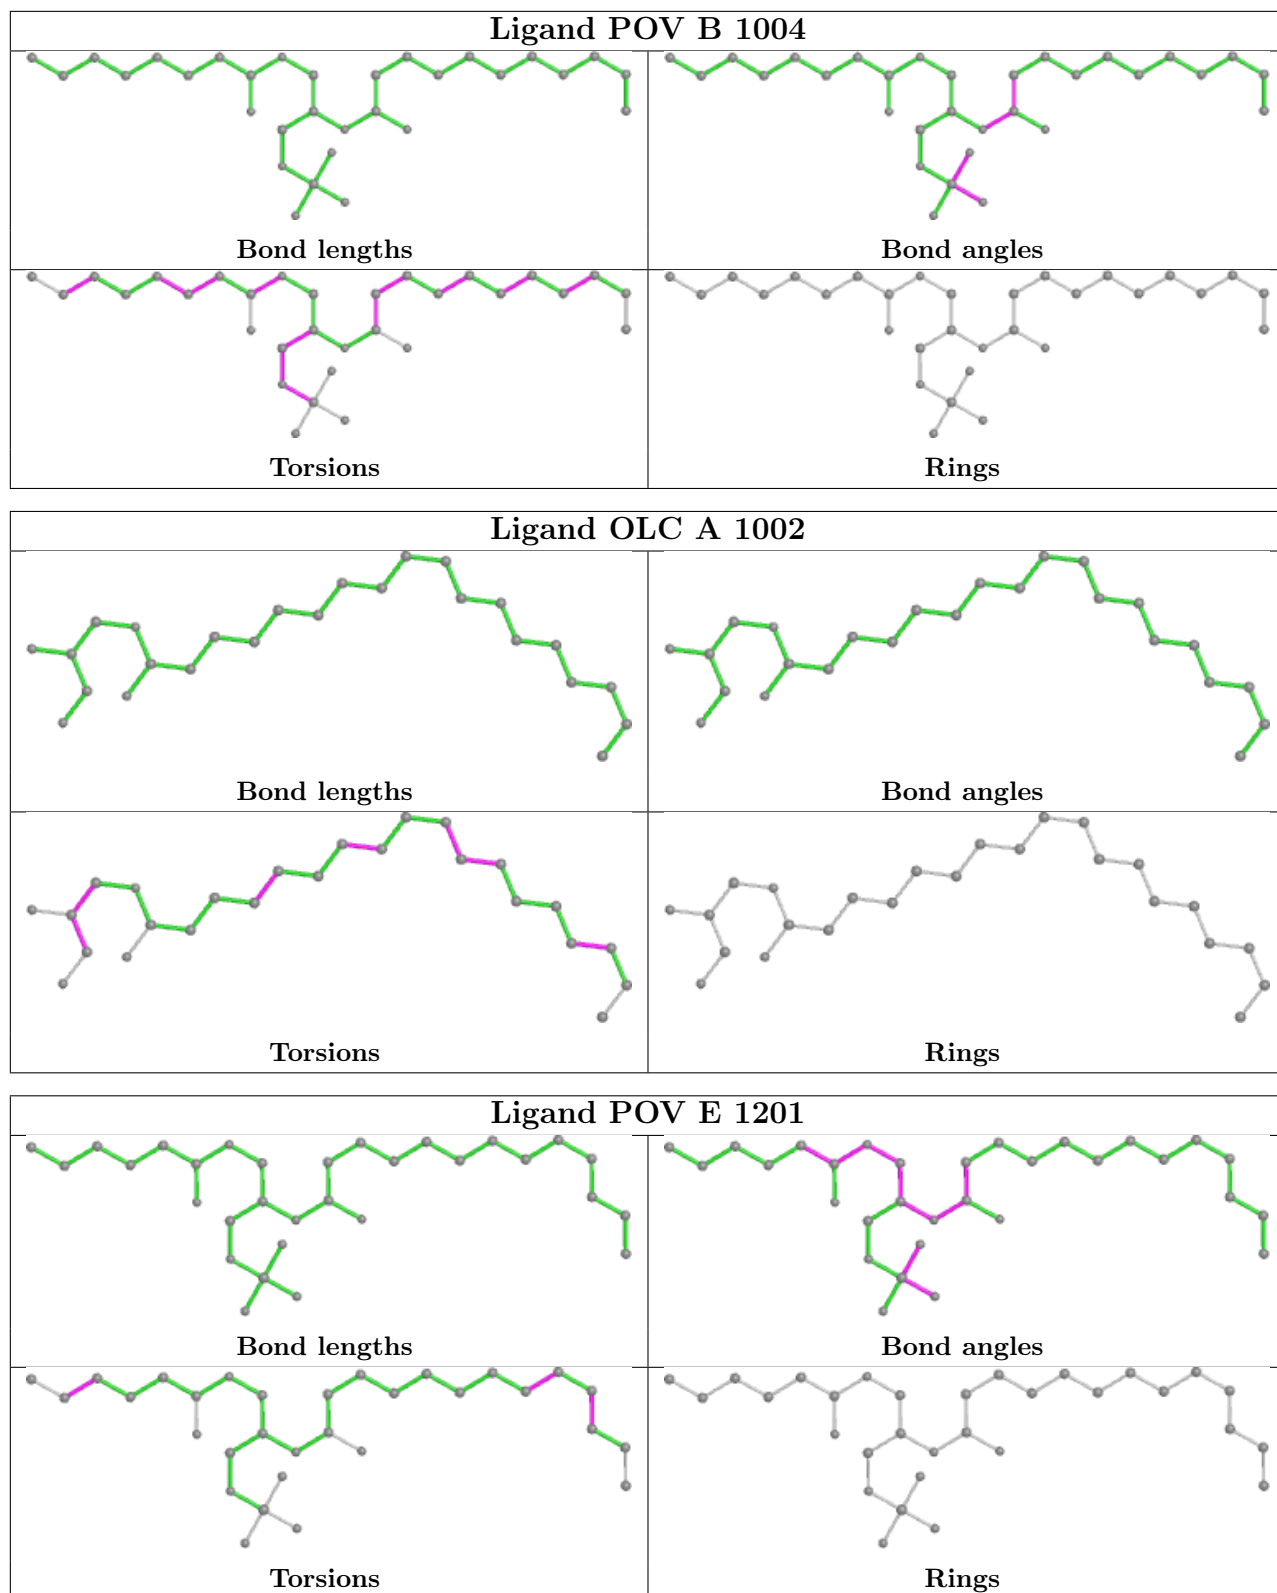 Ligand POV B 1004
Bond lengths
Bond angles
Torsions
Rings
Ligand OLC A 1002
Bond lengths
Bond angles
Torsions
Rings
Ligand POV E 1201
Bond lengths
Bond angles
Torsions
Rings